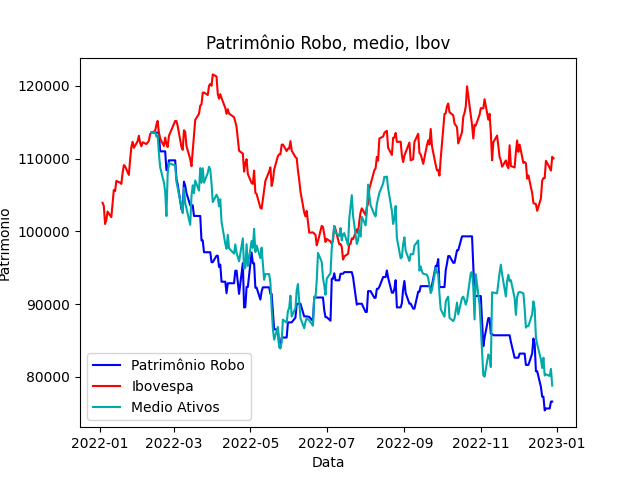 Patrimônio Robo, medio, Ibov
120000
110000
100000
90000
80000
Patrimonio
Patrimônio Robo
Ibovespa
Medio Ativos
2022-01 2022-03 2022-05 2022-07 2022-09 2022-11 2023-01
Data